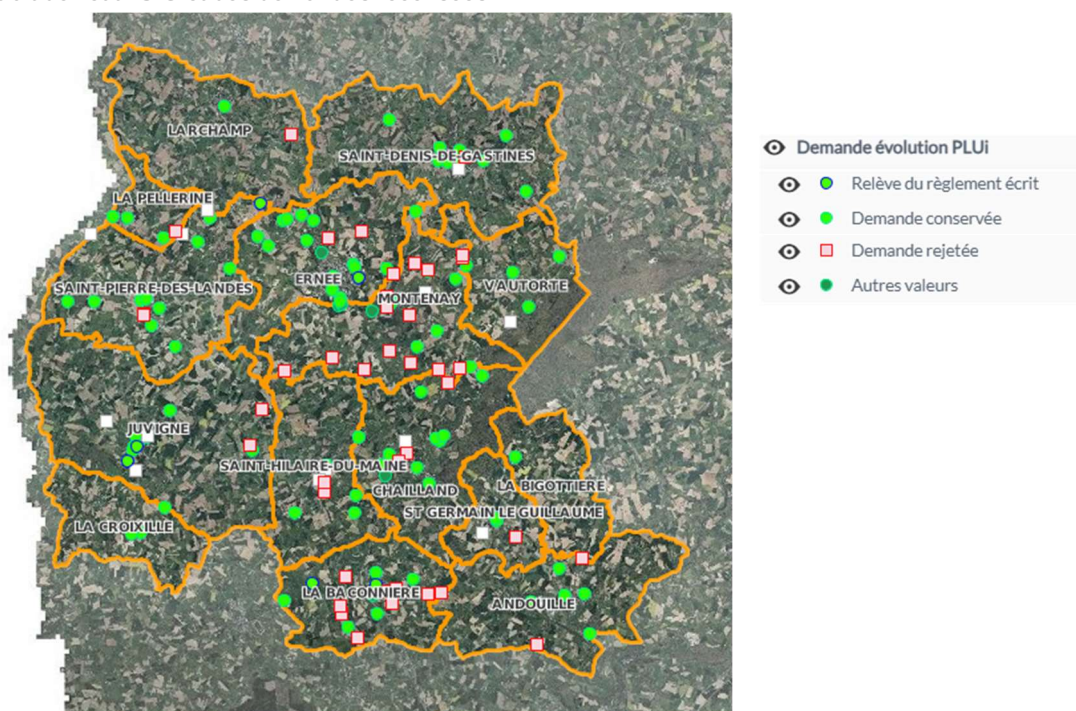 LARCHAMP
SAINT-DENIS-DE-GASTINES
LA PELLERINE
ERNEE
SAINT-PIERRE-DES-LANDES
VAUTORTE
MONTENAY
JUVIGNE
SAINT-HILAIRE-DU-MAINE
CHAILLAND
LA BIGOTTIERE
ST GERMAIN LE GUILLAUME
LA CROIXILLE
LA BACONNIERE
ANDOUILLE
Demande évolution PLUi
Relève du règlement écrit
Demande conservée
Demande rejetée
Autres valeurs